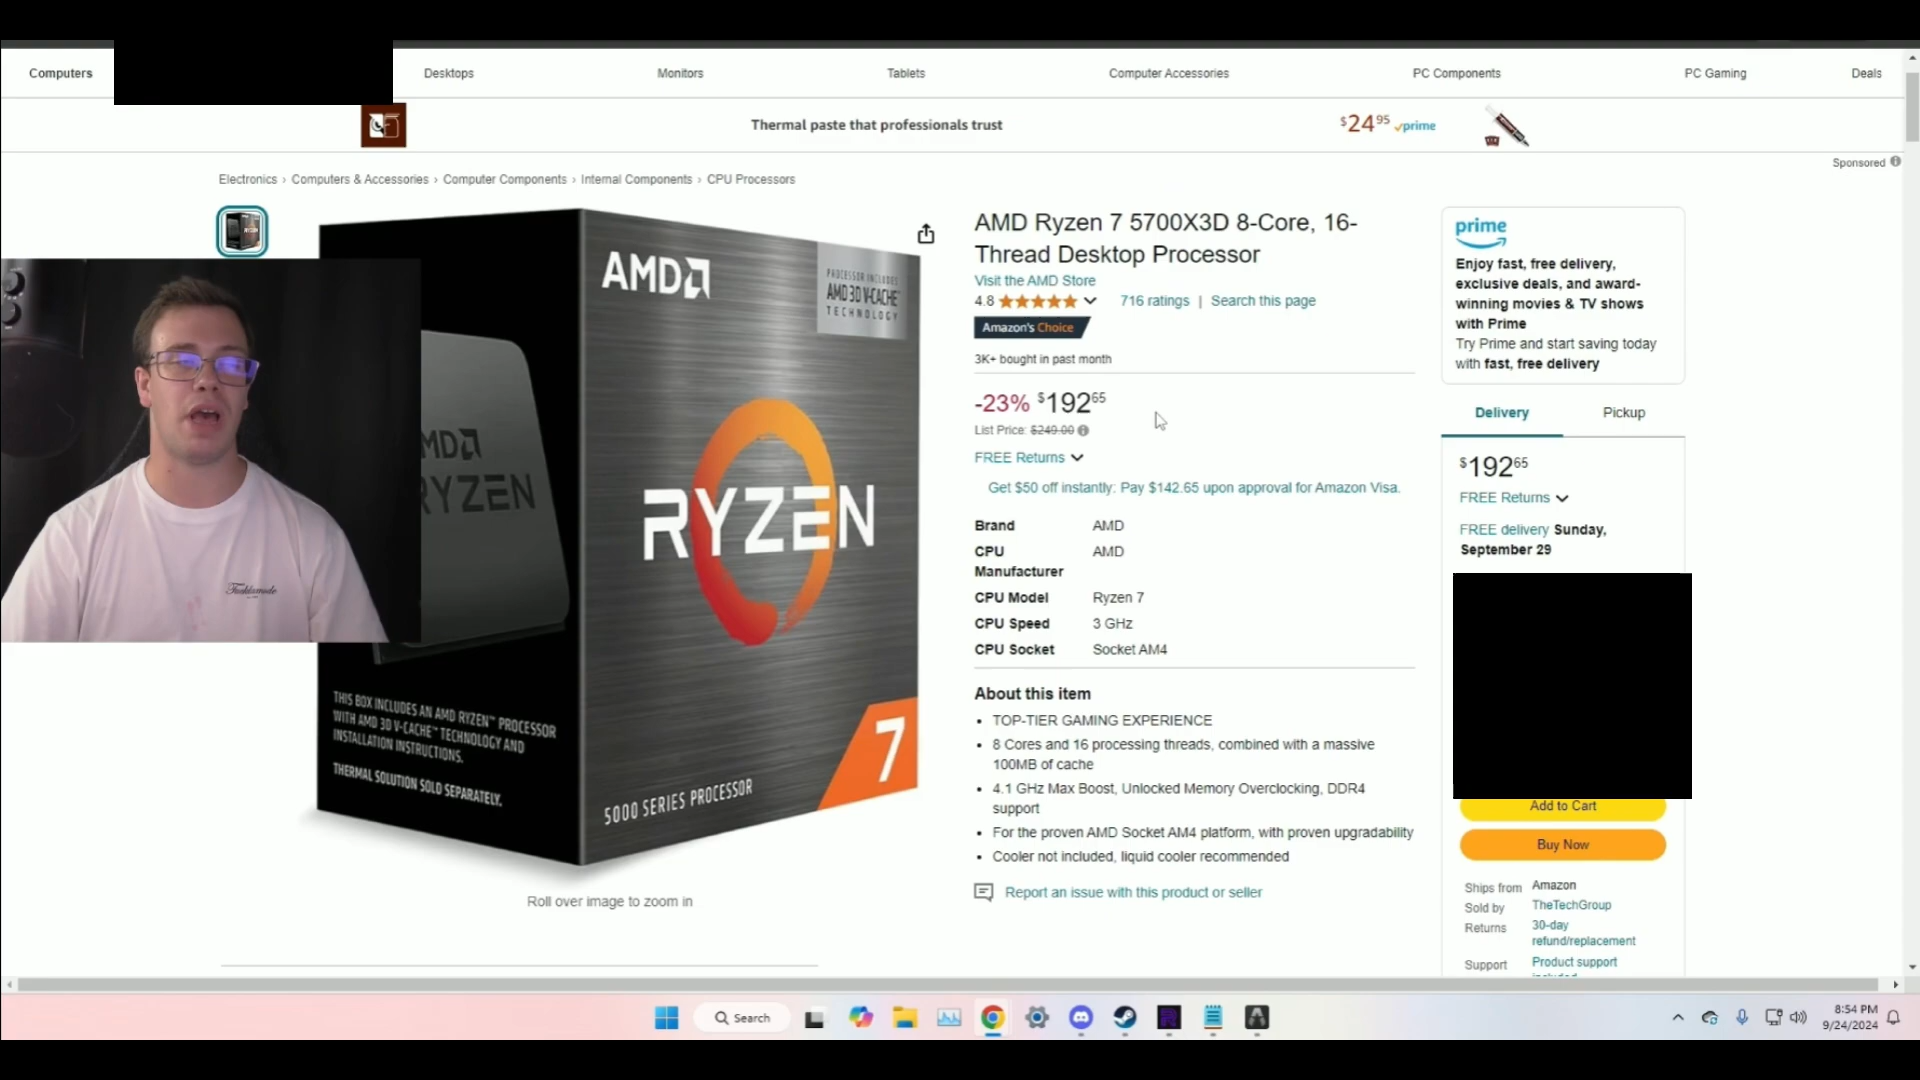 Computers
Desktops
Monitors
Tablets
Computer Accessories
PC Components
PC Gaming
Deals
Thermal paste that professionals trust
$24 95 prime
Sponsored
Electronics › Computers & Accessories › Computer Components › Internal Components › CPU Processors
AMD
PROCESSOR INCLUDES
AMD 3D V-CACHE™
TECHNOLOGY
MD
RYZEN
RYZEN
THIS BOX INCLUDES AN AMD RYZEN™ PROCESSOR
WITH AMD 3D V-CACHE™ TECHNOLOGY AND
INSTALLATION INSTRUCTIONS.
THERMAL SOLUTION SOLD SEPARATELY.
5000 SERIES PROCESSOR
7
Roll over image to zoom in
AMD Ryzen 7 5700X3D 8-Core, 16-
Thread Desktop Processor
Visit the AMD Store
4.8
716 ratings | Search this page
Amazon's Choice
3K+ bought in past month
-23% $192 65
List Price: $249.00
FREE Returns
Get $50 off instantly: Pay $142.65 upon approval for Amazon Visa.
Brand AMD
CPU AMD
Manufacturer
CPU Model Ryzen 7
CPU Speed 3 GHz
CPU Socket Socket AM4
About this item
• TOP-TIER GAMING EXPERIENCE
• 8 Cores and 16 processing threads, combined with a massive
100MB of cache
• 4.1 GHz Max Boost, Unlocked Memory Overclocking, DDR4
support
• For the proven AMD Socket AM4 platform, with proven upgradability
• Cooler not included, liquid cooler recommended
Report an issue with this product or seller
prime
Enjoy fast, free delivery,
exclusive deals, and award-
winning movies & TV shows
with Prime
Try Prime and start saving today
with fast, free delivery
Delivery
Pickup
$192 65
FREE Returns
FREE delivery Sunday,
September 29
Add to Cart
Buy Now
Ships from Amazon
Sold by TheTechGroup
Returns 30-day
refund/replacement
Support Product support
Search
8:54 PM
9/24/2024